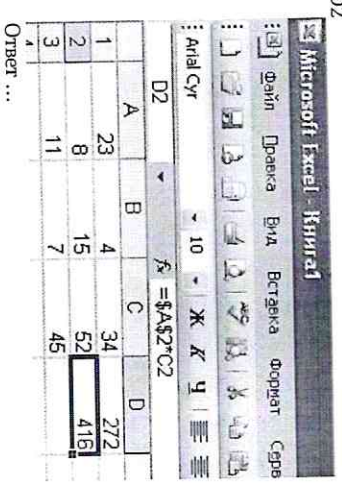 D2
Microsoft Excel - Книга1
Файл Правка Вид Вставка Формат Серв
Arial Cyr 10 Ж К Ч
D2 fx =$A$2*C2
A B C D
1 23 4 34 272
2 8 15 52 416
3 11 7 45
4
Ответ ...